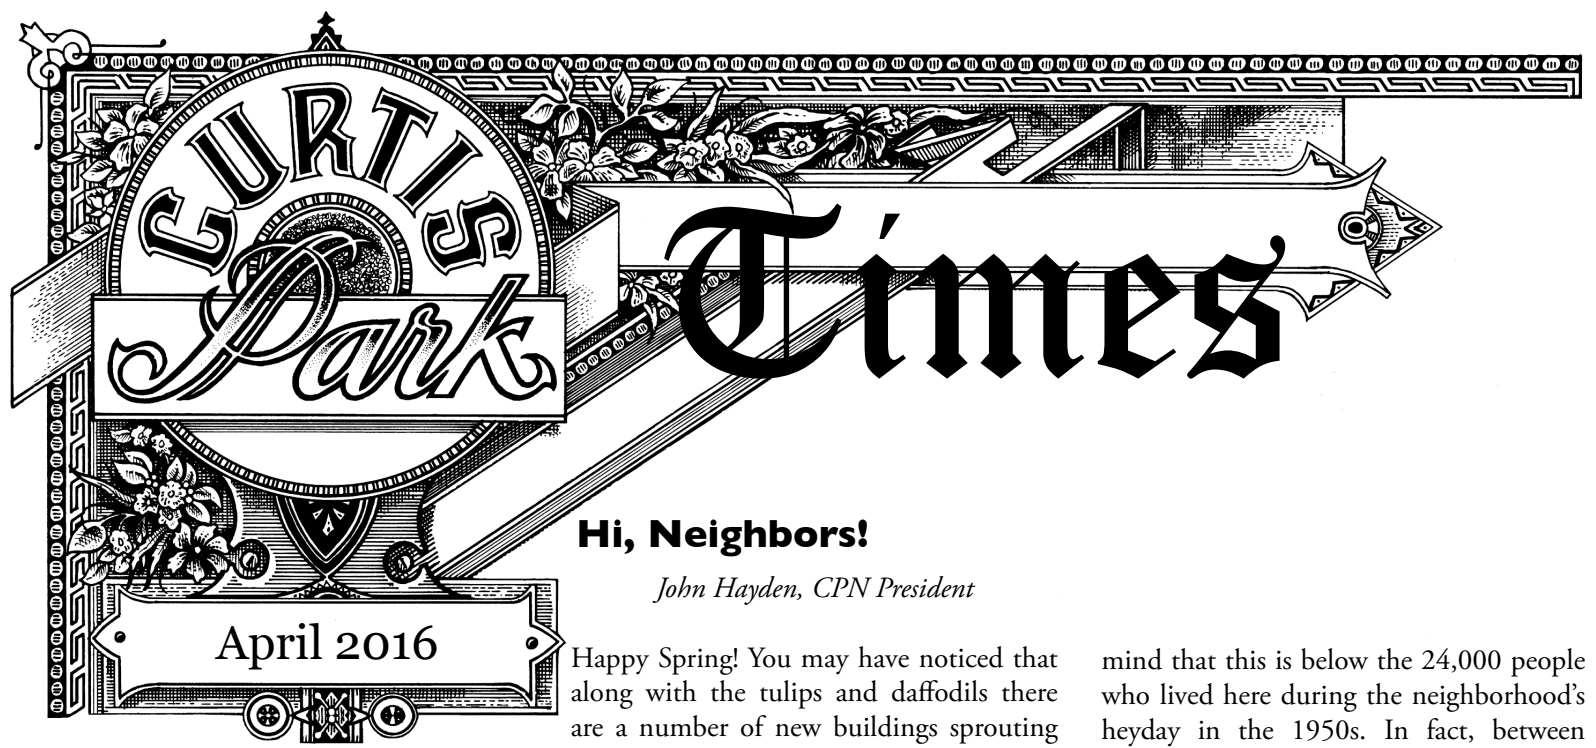 CURTIS
Park
Times
April 2016
Hi, Neighbors!
John Hayden, CPN President
Happy Spring! You may have noticed that
along with the tulips and daffodils there
are a number of new buildings sprouting
mind that this is below the 24,000 people
who lived here during the neighborhood’s
heyday in the 1950s. In fact, between